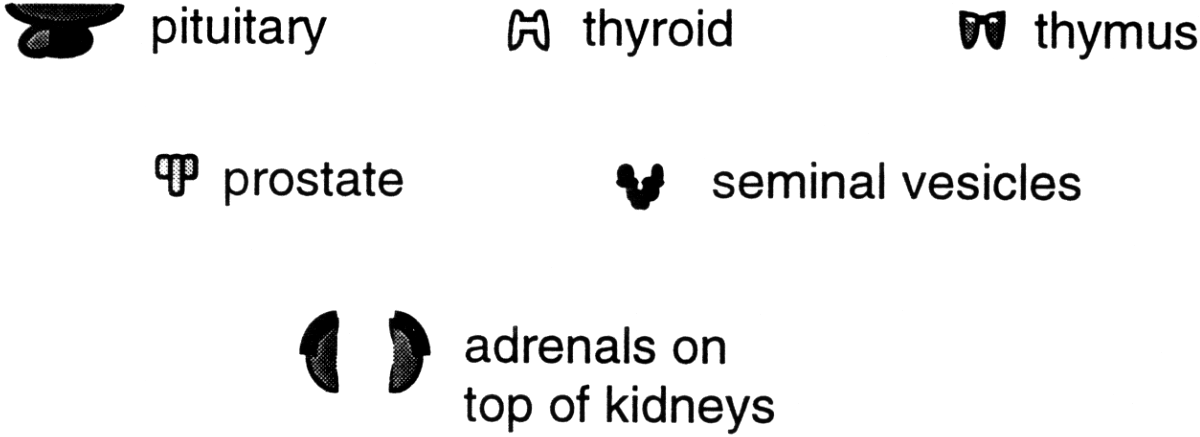 pituitary
thyroid
thymus
prostate
seminal vesicles
adrenals on
top of kidneys